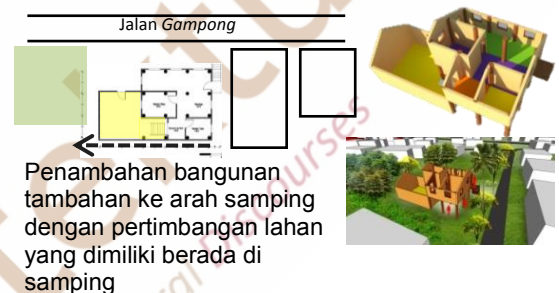 Jalan Gampong
Penambahan bangunan
tambahan ke arah samping
dengan pertimbangan lahan
yang dimiliki berada di
samping